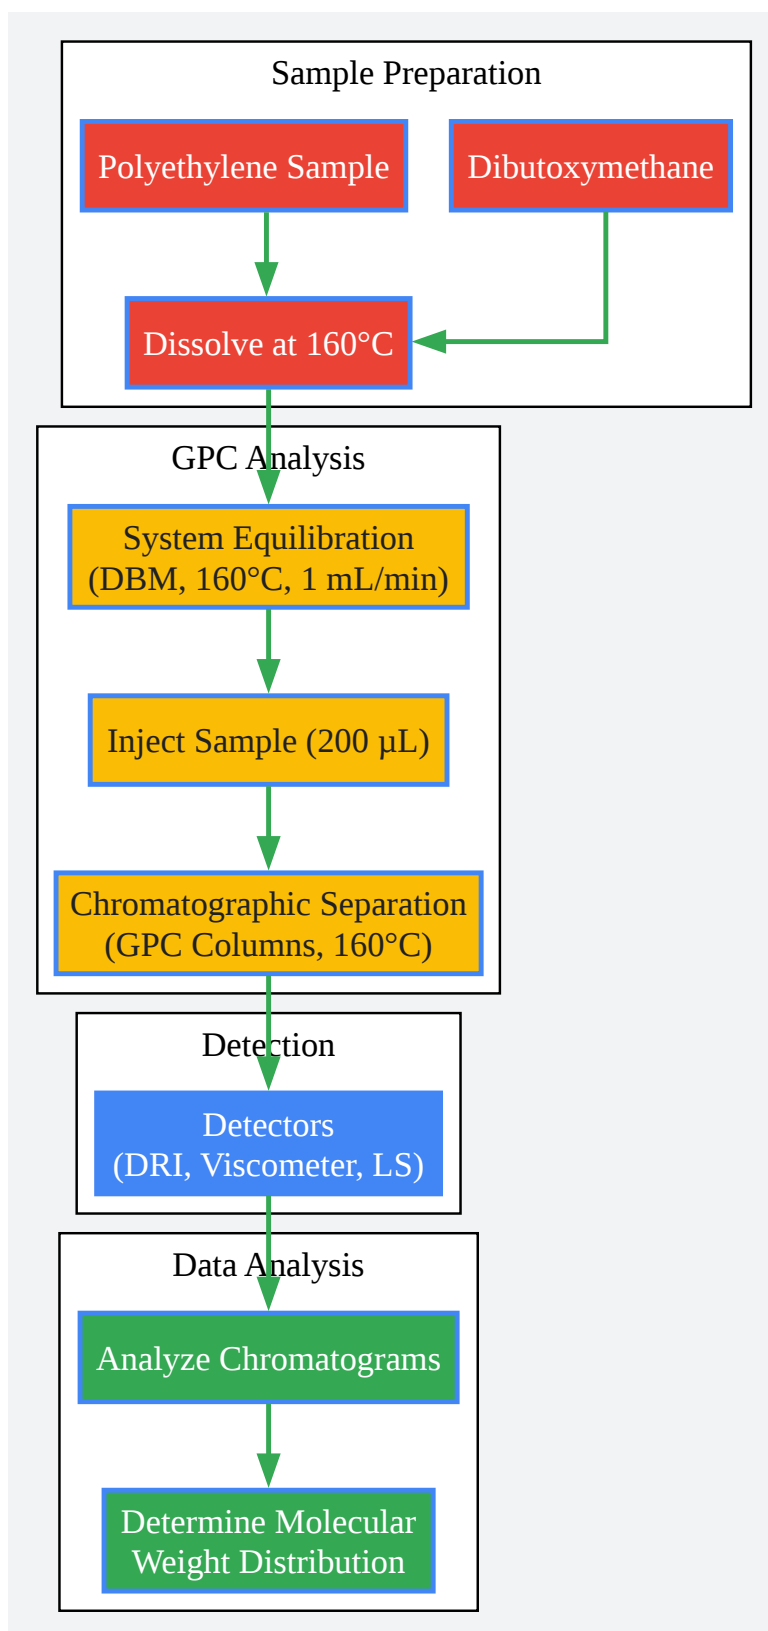 Sample Preparation
Polyethylene Sample
Dibutoxymethane
Dissolve at 160°C
GPC Analysis
System Equilibration
(DBM, 160°C, 1 mL/min)
Inject Sample (200 µL)
Chromatographic Separation
(GPC Columns, 160°C)
Detection
Detectors
(DRI, Viscometer, LS)
Data Analysis
Analyze Chromatograms
Determine Molecular
Weight Distribution